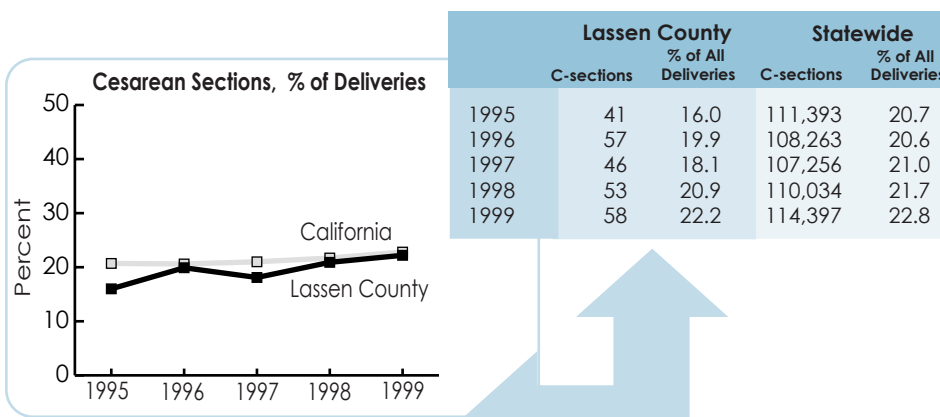 Cesarean Sections, % of Deliveries
Percent
50
40
30
20
10
0
California
Lassen County
1995 1996 1997 1998 1999
Lassen County Statewide
C-sections % of All Deliveries C-sections % of All Deliveries
1995 41 16.0 111,393 20.7
1996 57 19.9 108,263 20.6
1997 46 18.1 107,256 21.0
1998 53 20.9 110,034 21.7
1999 58 22.2 114,397 22.8